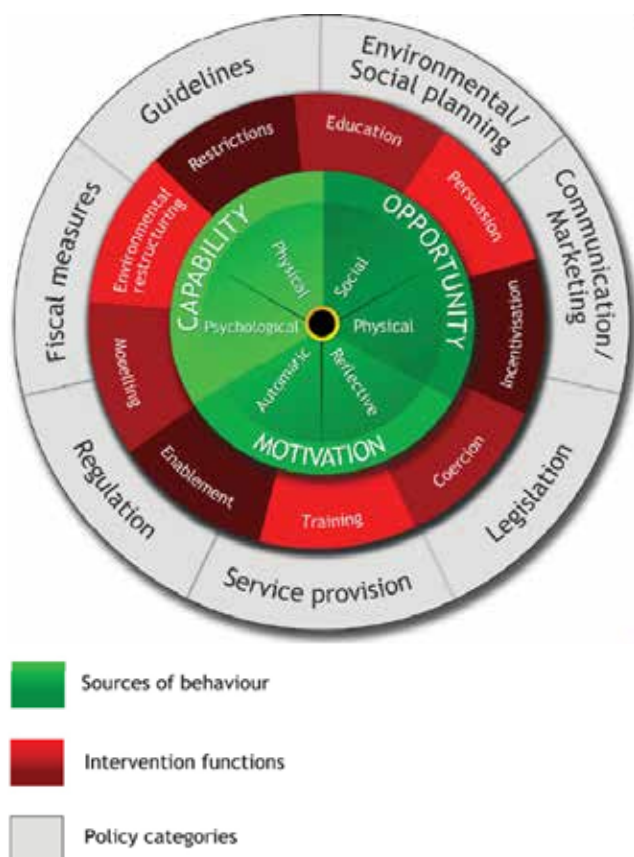 Guidelines
Environmental/
Social planning
Communication/
Marketing
Legislation
Service provision
Regulation
Fiscal measures
Restrictions
Education
Persuasion
Incentivisation
Coercion
Training
Enablement
Modelling
Environmental
restructuring
CAPABILITY
OPPORTUNITY
MOTIVATION
Physical
Social
Psychological
Physical
Automatic
Reflective
Sources of behaviour
Intervention functions
Policy categories